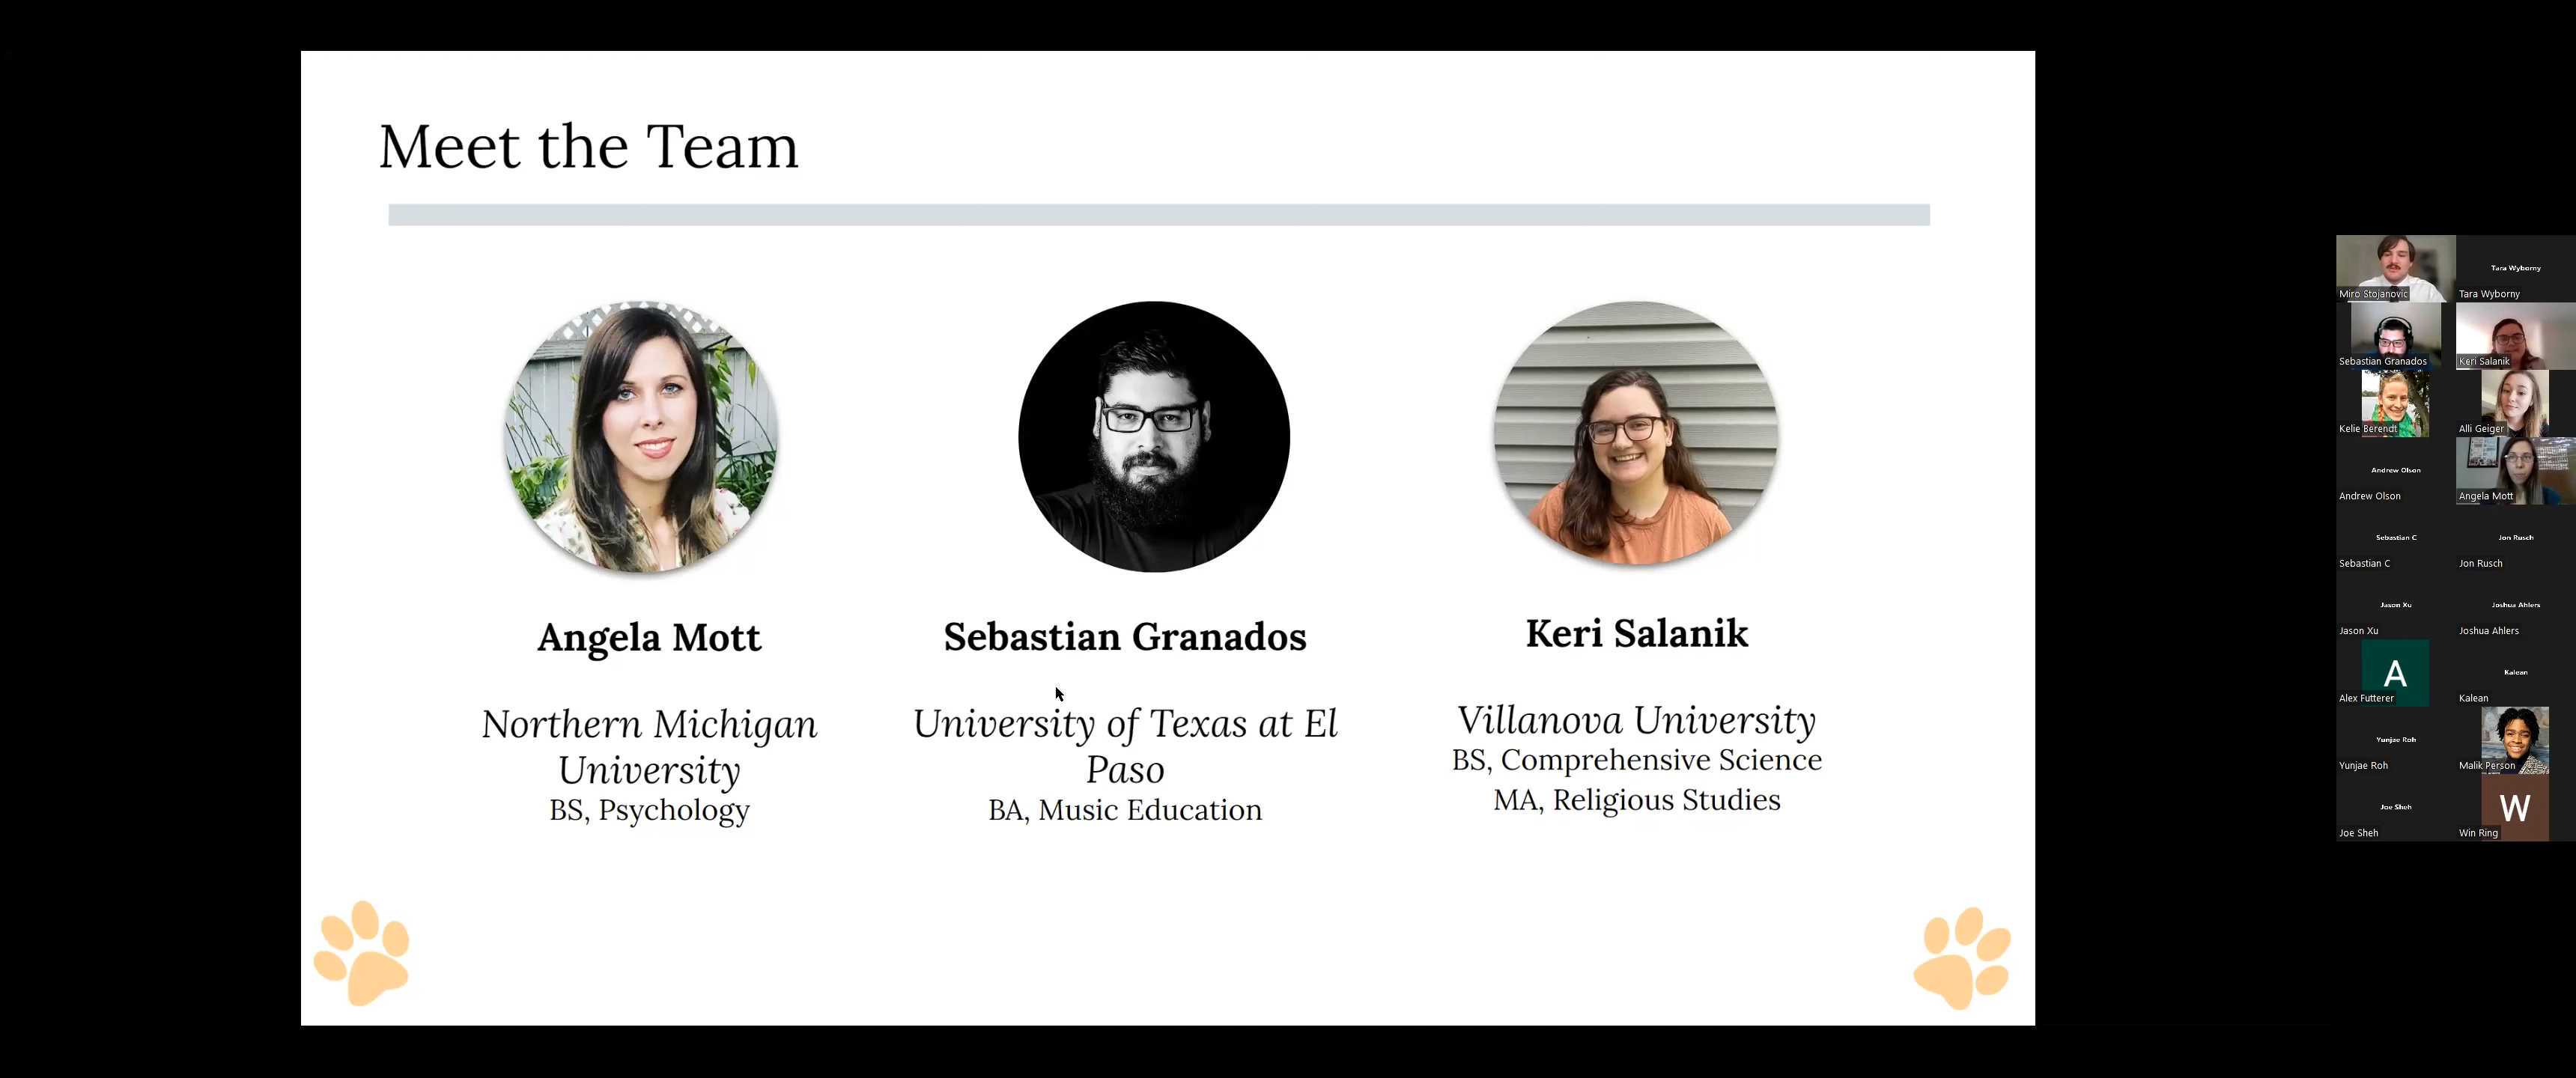 Meet the Team
Angela Mott
Northern Michigan
University
BS, Psychology
Sebastian Granados
University of Texas at El
Paso
BA, Music Education
Keri Salanik
Villanova University
BS, Comprehensive Science
MA, Religious Studies
Miro Stojanovic
Tara Wyborny
Tara Wyborny
Sebastian Granados
Keri Salanik
Kelie Berendt
Alli Geiger
Andrew Olson
Andrew Olson
Angela Mott
Sebastian C
Sebastian C
Jon Rusch
Jon Rusch
Jason Xu
Jason Xu
Joshua Ahlers
Joshua Ahlers
A
Alex Futterer
Kalean
Kalean
Yunjae Roh
Yunjae Roh
Malik Person
Joe Sheh
Joe Sheh
W
Win Ring